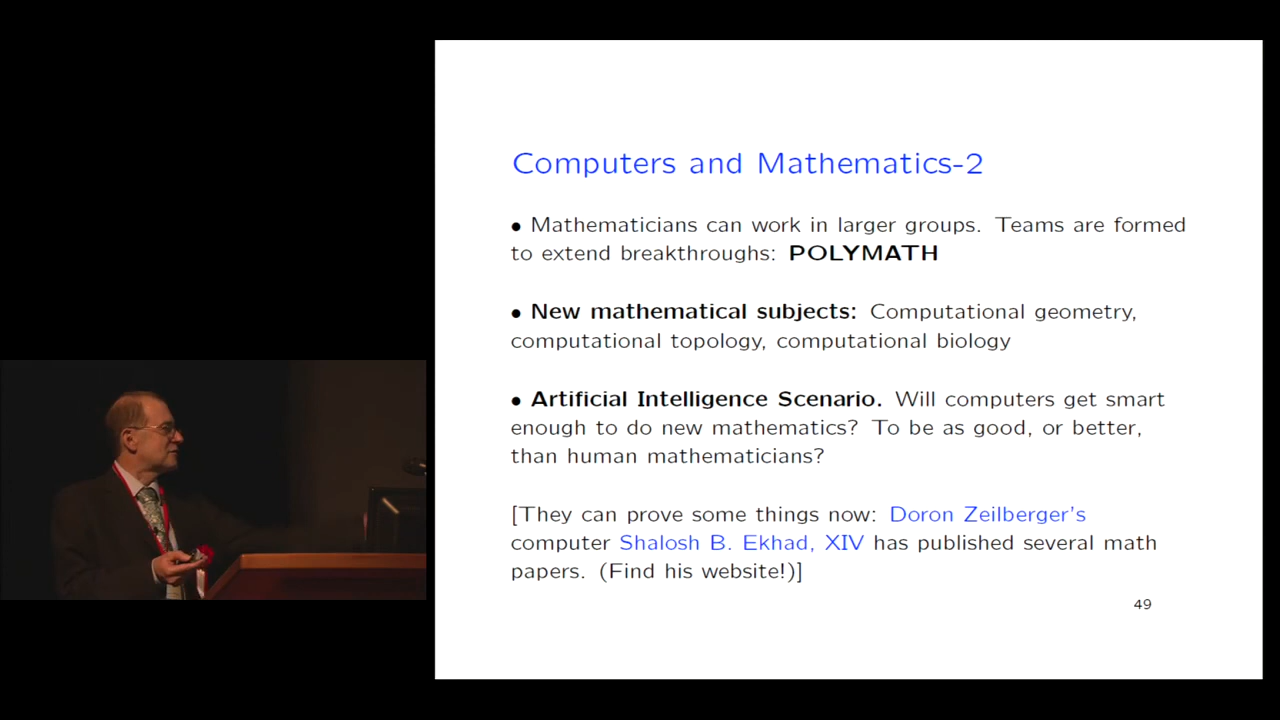 Computers and Mathematics-2
• Mathematicians can work in larger groups. Teams are formed
to extend breakthroughs: POLYMATH
• New mathematical subjects: Computational geometry,
computational topology, computational biology
• Artificial Intelligence Scenario. Will computers get smart
enough to do new mathematics? To be as good, or better,
than human mathematicians?
[They can prove some things now: Doron Zeilberger's
computer Shalosh B. Ekhad, XIV has published several math
papers. (Find his website!)]
49